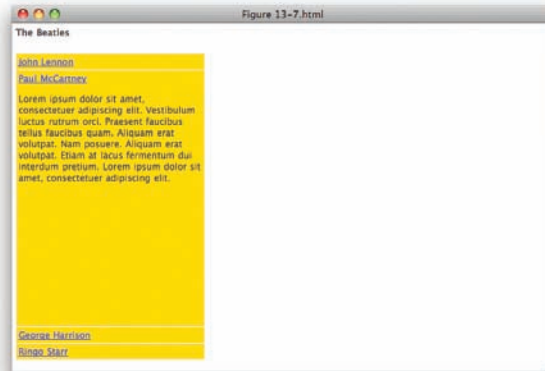 Figure 13-7.html
The Beatles
John Lennon
Paul McCartney
Lorem ipsum dolor sit amet,
consectetuer adipiscing elit. Vestibulum
luctus rutrum orci. Praesent faucibus
tellus faucibus quam. Aliquam erat
volutpat. Nam posuere. Aliquam erat
volutpat. Etiam at lacus fermentum dui
interdum pretium. Lorem ipsum dolor sit
amet, consectetuer adipiscing elit.
George Harrison
Ringo Starr